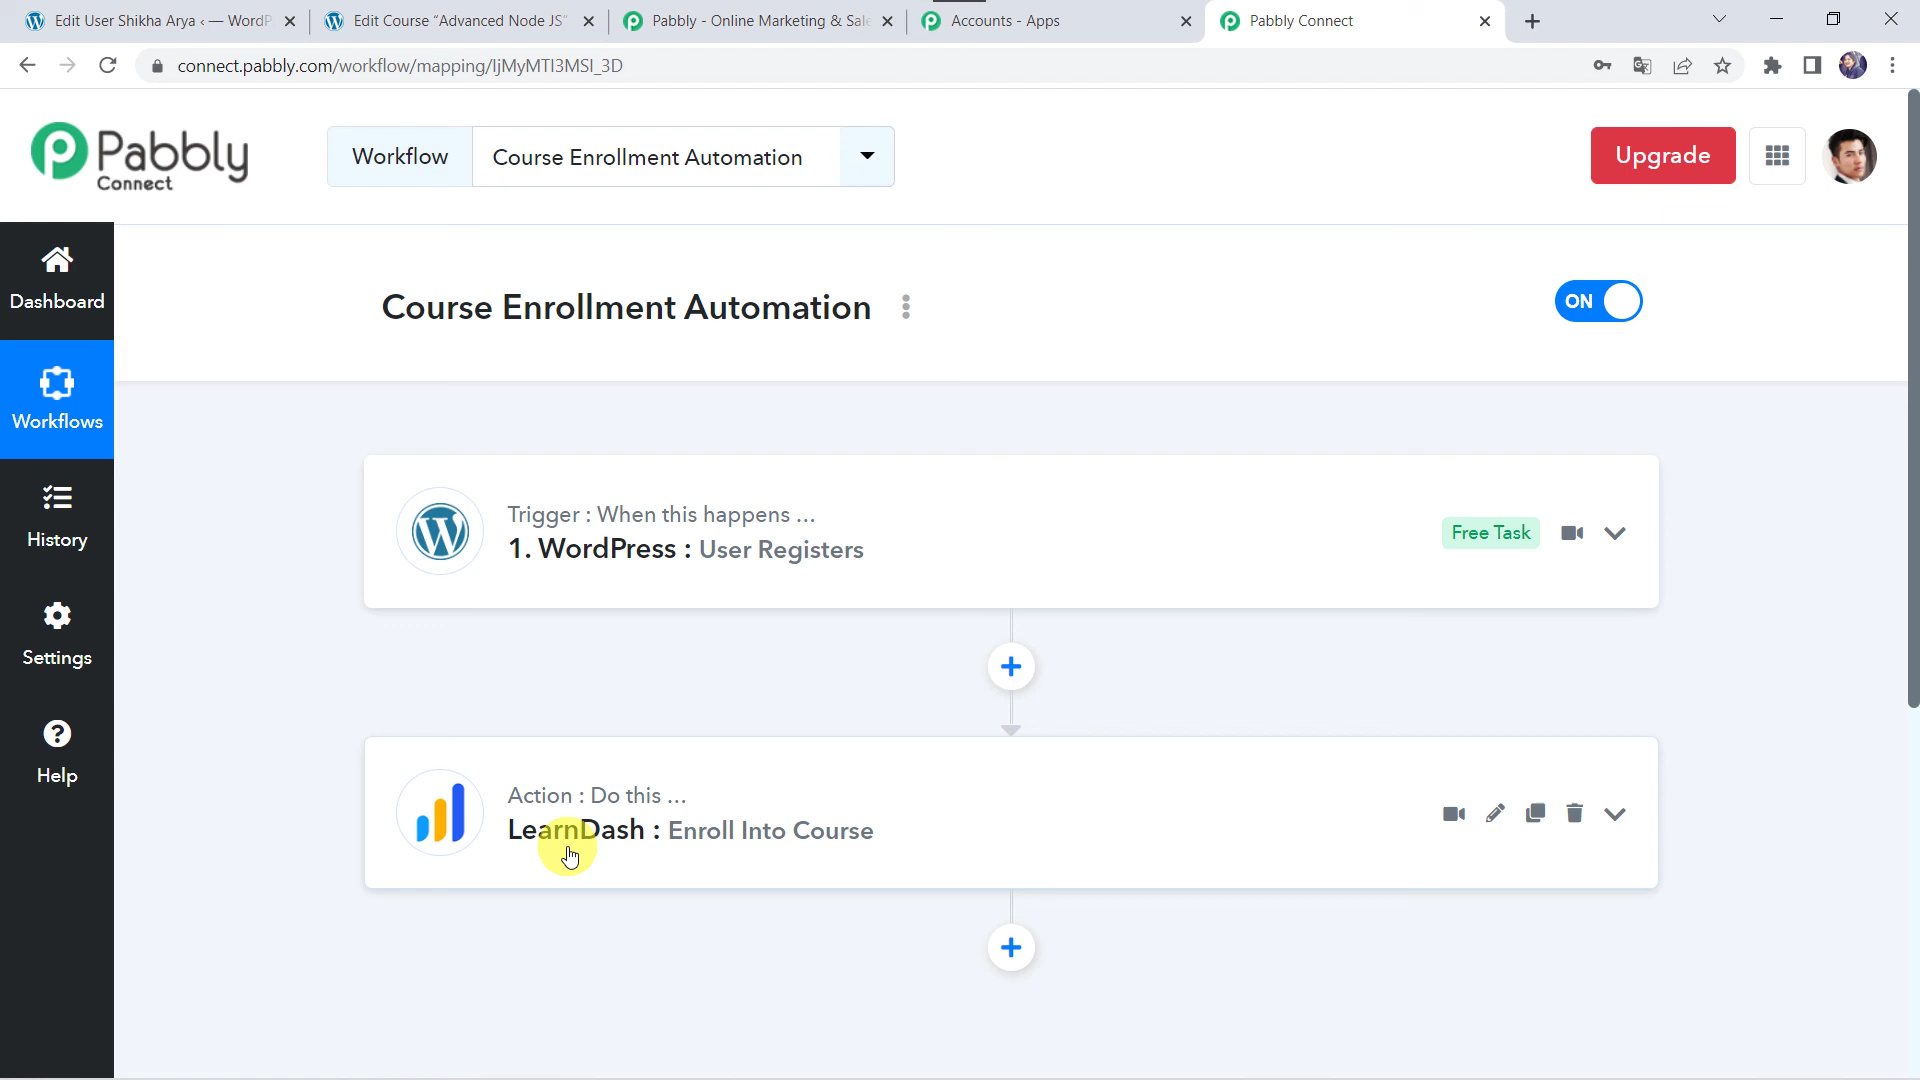 Edit User Shikha Arya ‹ — WordP
Edit Course “Advanced Node JS”
Pabbly - Online Marketing & Sale
Accounts - Apps
Pabbly Connect
connect.pabbly.com/workflow/mapping/IjMyMTI3MSI_3D
Pabbly
Connect
Workflow
Course Enrollment Automation
Upgrade
Dashboard
Course Enrollment Automation
ON
Workflows
History
Settings
Help
Trigger : When this happens ...
1. WordPress : User Registers
Free Task
Action : Do this ...
LearnDash : Enroll Into Course